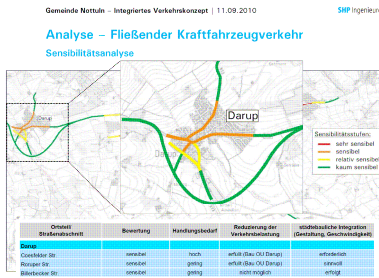 Gemeinde Nottuln – Integriertes Verkehrskonzept | 11.09.2010
SHP Ingenieur
Analyse – Fließender Kraftfahrzeugverkehr
Sensibilitätsanalyse
Darup
Sensibilitätsstufen:
sehr sensibel
sensibel
relativ sensibel
kaum sensibel
Ortsteil Bewertung Handlungsbedarf Reduzierung der städtebauliche Integration
Straßenabschnitt Verkehrsbelastung (Gestaltung, Geschwindigkeit)
Darup
Coesfelder Str. sensibel hoch erfüllt (Bau OU Darup) erforderlich
Roruper Str. sensibel gering erfüllt (Bau OU Darup) sinnvoll
Billerbecker Str. sensibel gering nicht möglich erfolgt